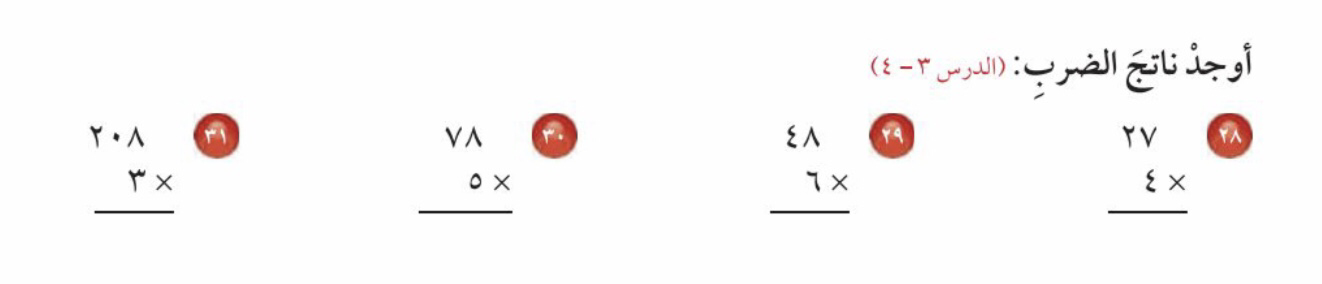 أوجدْ ناتجَ الضربِ: (الدرس ٣ – ٤)
٢٨ ٢٧ ٢٩ ٤٨ ٣٠ ٧٨ ٣١ ٢٠٨
× ٤ × ٦ × ٥ × ٣